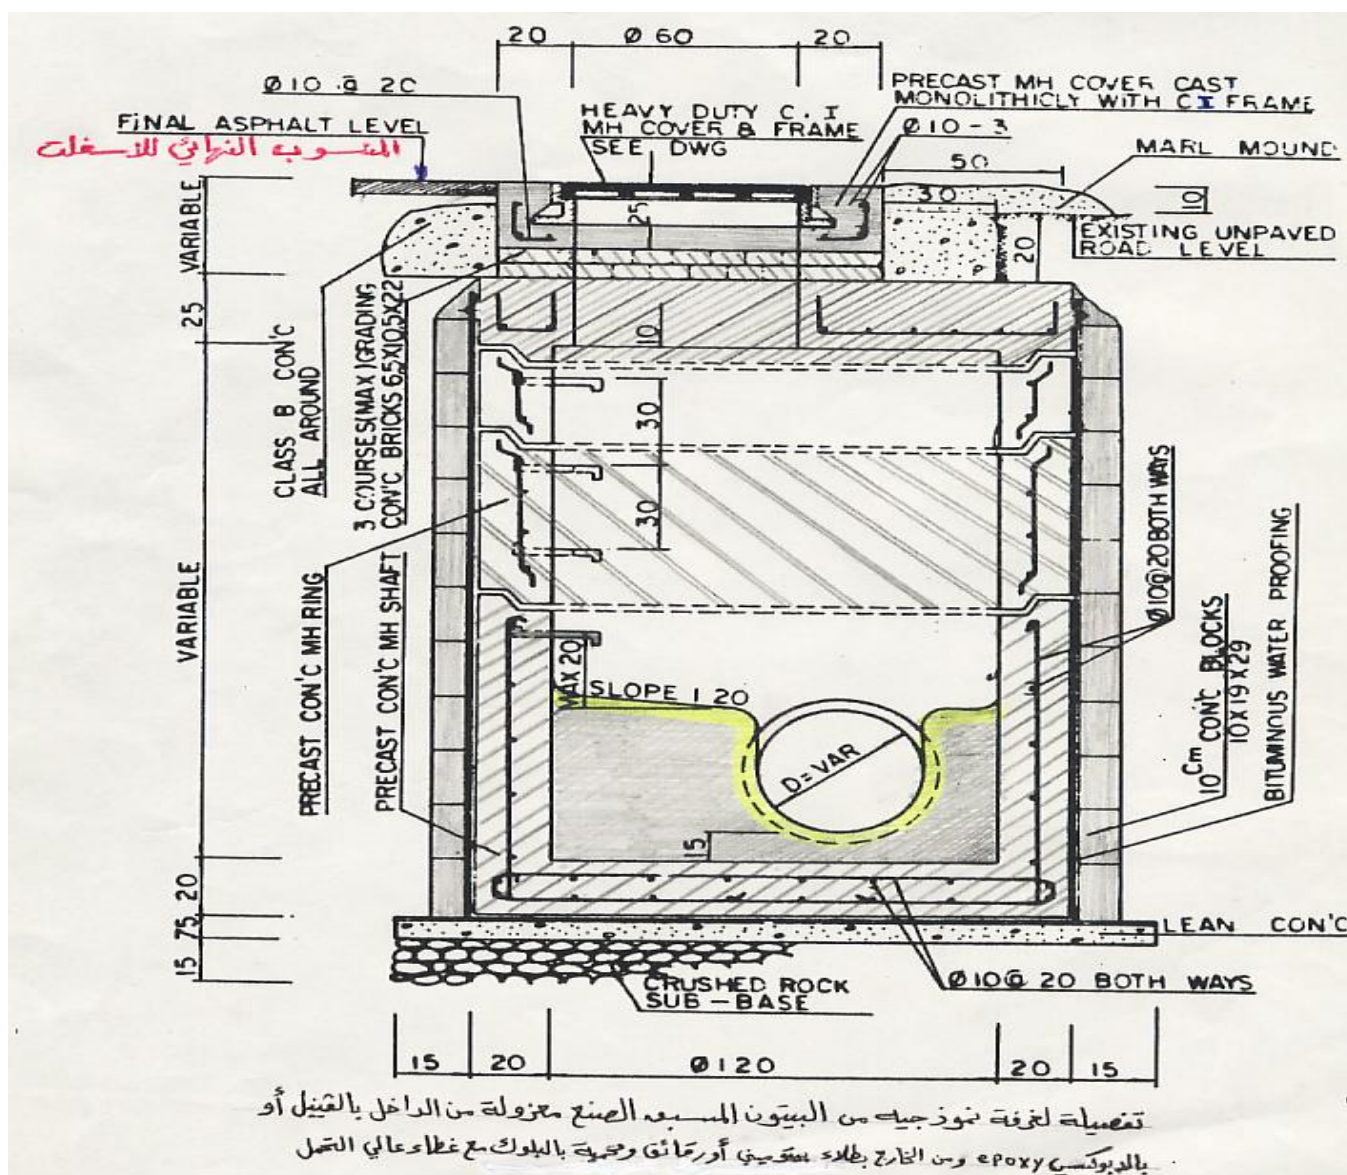 20 Ø 60 20
Ø10 @ 20
PRECAST MH COVER CAST
MONOLITHICLY WITH C I FRAME
HEAVY DUTY C. I
MH COVER & FRAME
SEE DWG
Ø10-3
FINAL ASPHALT LEVEL
المنسوب النهائي للاسفلت
MARL MOUND
50
30
10
25
20
EXISTING UNPAVED
ROAD LEVEL
VARIABLE
25
VARIABLE
20
75
15
CLASS B CON'C
ALL AROUND
3 COURSES(MAX)GRADING
CON'C BRICKS 65X10.5X22
10
30
30
PRECAST CON'C MH RING
PRECAST CON'C MH SHAFT
Ø10@20 BOTH WAYS
10Cm CON'C BLOCKS
10X19X29
BITUMINOUS WATER PROOFING
MAX 20
SLOPE 1 20
D= VAR
15
LEAN CON'C
CRUSHED ROCK
SUB-BASE
Ø10@ 20 BOTH WAYS
15 20 Ø120 20 15
تفصيلة لغرفة نموذجية من البيتون المسبق الصنع معزولة من الداخل بالفينيل أو
بالايبوكسي epoxy ومن الخارج بطلاء بيتوميني أو رقائق ومحمية بالبلوك مع غطاء عالي التحمل